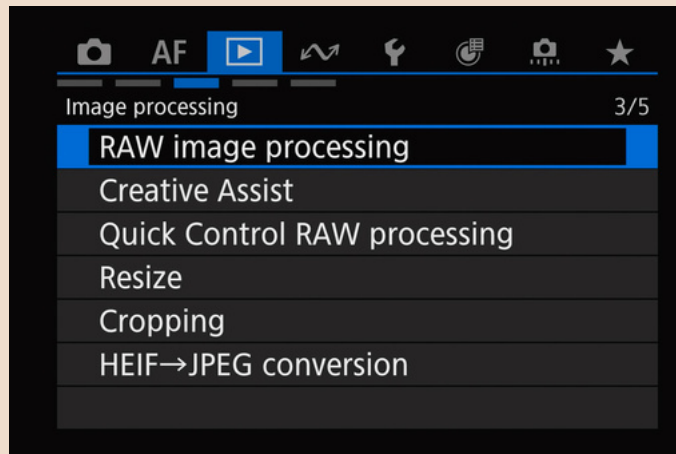 AF
Image processing 3/5
RAW image processing
Creative Assist
Quick Control RAW processing
Resize
Cropping
HEIF→JPEG conversion